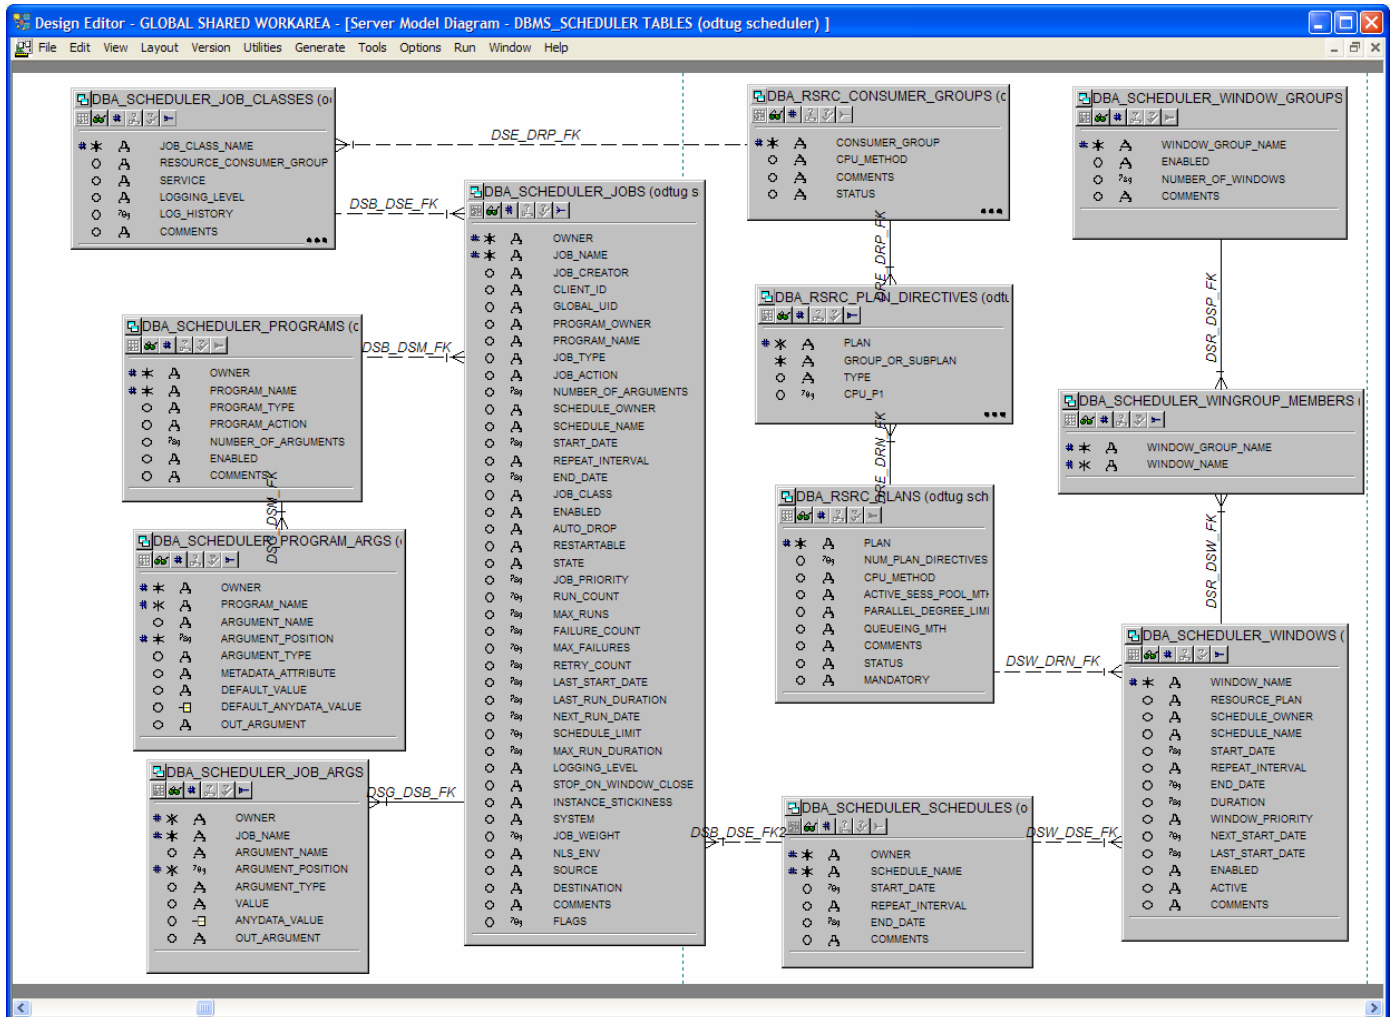 Design Editor - GLOBAL SHARED WORKAREA - [Server Model Diagram - DBMS_SCHEDULER TABLES (odtug scheduler) ]
File Edit View Layout Version Utilities Generate Tools Options Run Window Help
DBA_SCHEDULER_JOB_CLASSES (o
JOB_CLASS_NAME
RESOURCE_CONSUMER_GROUP
SERVICE
LOGGING_LEVEL
LOG_HISTORY
COMMENTS
DSE_DRP_FK
DSB_DSE_FK
DBA_SCHEDULER_PROGRAMS (c
OWNER
PROGRAM_NAME
PROGRAM_TYPE
PROGRAM_ACTION
NUMBER_OF_ARGUMENTS
ENABLED
COMMENTS
DSB_DSM_FK
DBA_SCHEDULER_PROGRAM_ARGS (
OWNER
PROGRAM_NAME
ARGUMENT_NAME
ARGUMENT_POSITION
ARGUMENT_TYPE
METADATA_ATTRIBUTE
DEFAULT_VALUE
DEFAULT_ANYDATA_VALUE
OUT_ARGUMENT
DBA_SCHEDULER_JOB_ARGS
OWNER
JOB_NAME
ARGUMENT_NAME
ARGUMENT_POSITION
ARGUMENT_TYPE
VALUE
ANYDATA_VALUE
OUT_ARGUMENT
DSG_DSB_FK
DBA_SCHEDULER_JOBS (odtug s
OWNER
JOB_NAME
JOB_CREATOR
CLIENT_ID
GLOBAL_UID
PROGRAM_OWNER
PROGRAM_NAME
JOB_TYPE
JOB_ACTION
NUMBER_OF_ARGUMENTS
SCHEDULE_OWNER
SCHEDULE_NAME
START_DATE
REPEAT_INTERVAL
END_DATE
JOB_CLASS
ENABLED
AUTO_DROP
RESTARTABLE
STATE
JOB_PRIORITY
RUN_COUNT
MAX_RUNS
FAILURE_COUNT
MAX_FAILURES
RETRY_COUNT
LAST_START_DATE
LAST_RUN_DURATION
NEXT_RUN_DATE
SCHEDULE_LIMIT
MAX_RUN_DURATION
LOGGING_LEVEL
STOP_ON_WINDOW_CLOSE
INSTANCE_STICKINESS
SYSTEM
JOB_WEIGHT
NLS_ENV
SOURCE
DESTINATION
COMMENTS
FLAGS
DBA_RSRC_CONSUMER_GROUPS (c
CONSUMER_GROUP
CPU_METHOD
COMMENTS
STATUS
DRE_DRP_FK
DBA_RSRC_PLAN_DIRECTIVES (odtu
PLAN
GROUP_OR_SUBPLAN
TYPE
CPU_P1
DRE_DRN_FK
DBA_RSRC_PLANS (odtug sch
PLAN
NUM_PLAN_DIRECTIVES
CPU_METHOD
ACTIVE_SESS_POOL_MTH
PARALLEL_DEGREE_LIMI
QUEUEING_MTH
COMMENTS
STATUS
MANDATORY
DSW_DRN_FK
DBA_SCHEDULER_SCHEDULES (o
OWNER
SCHEDULE_NAME
START_DATE
REPEAT_INTERVAL
END_DATE
COMMENTS
DSB_DSE_FK2
DSW_DSE_FK
DBA_SCHEDULER_WINDOW_GROUPS
WINDOW_GROUP_NAME
ENABLED
NUMBER_OF_WINDOWS
COMMENTS
DSR_DSP_FK
DBA_SCHEDULER_WINGROUP_MEMBERS (
WINDOW_GROUP_NAME
WINDOW_NAME
DSR_DSW_FK
DBA_SCHEDULER_WINDOWS (
WINDOW_NAME
RESOURCE_PLAN
SCHEDULE_OWNER
SCHEDULE_NAME
START_DATE
REPEAT_INTERVAL
END_DATE
DURATION
WINDOW_PRIORITY
NEXT_START_DATE
LAST_START_DATE
ENABLED
ACTIVE
COMMENTS